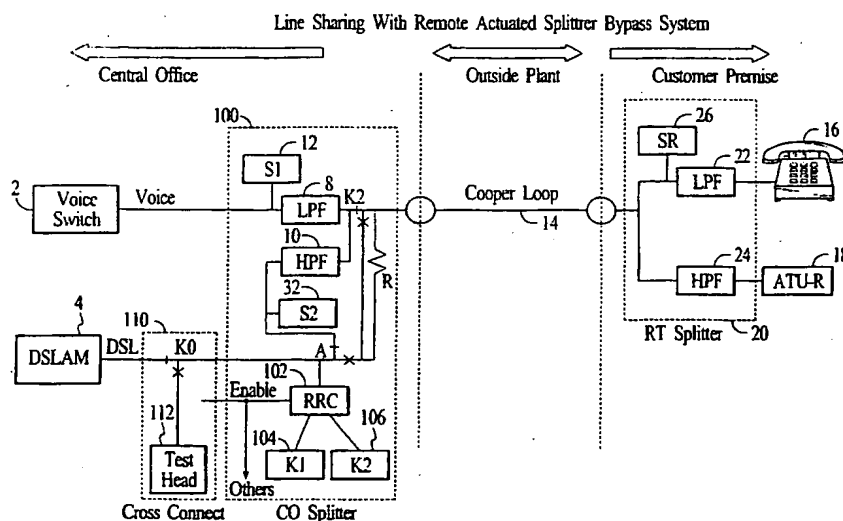 Line Sharing With Remote Actuated Splittrer Bypass System
Central Office
Outside Plant
Customer Premise
100
12
S1
26
SR
16
2
Voice Switch
Voice
8
LPF
K2
Cooper Loop
14
22
LPF
10
HPF
R
24
HPF
18
ATU-R
32
S2
RT Splitter
20
4
DSLAM
DSL
110
K0
A
102
Enable
RRC
112
Test Head
104
K1
106
K2
Others
Cross Connect
CO Splitter